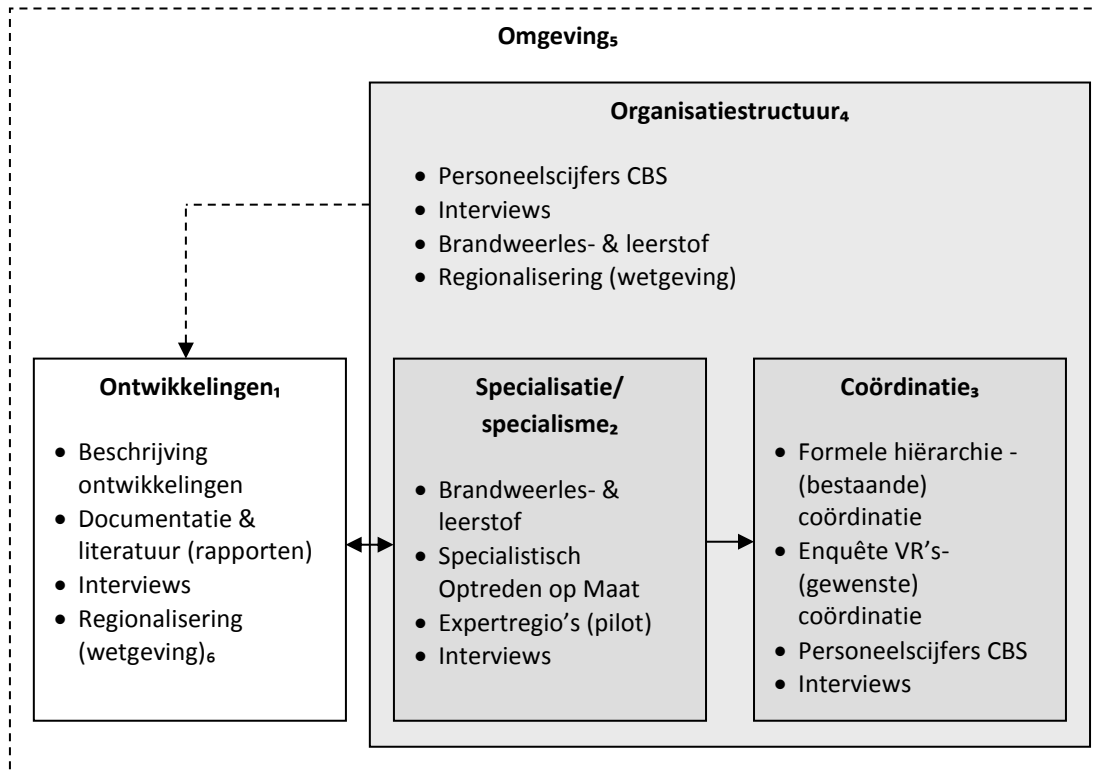 Omgeving₅
Organisatiestructuur₄
• Personeelscijfers CBS
• Interviews
• Brandweerles- & leerstof
• Regionalisering (wetgeving)
Ontwikkelingen₁
• Beschrijving
ontwikkelingen
• Documentatie &
literatuur (rapporten)
• Interviews
• Regionalisering
(wetgeving)₆
Specialisatie/
specialisme₂
• Brandweerles- &
leerstof
• Specialistisch
Optreden op Maat
• Expertregio’s (pilot)
• Interviews
Coördinatie₃
• Formele hiërarchie -
(bestaande)
coördinatie
• Enquête VR’s-
(gewenste)
coördinatie
• Personeelscijfers CBS
• Interviews